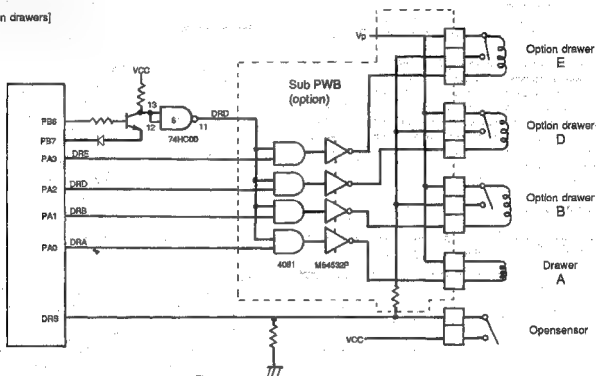 n drawers]
Vp
Option drawer
E
VCC
Sub PWB
(option)
PB6
13
12
6
11
DRD
74HC00
PB7
PA3
DRE
Option drawer
D
PA2
DRD
PA1
DRB
Option drawer
B
PA0
DRA
4081
M54532P
Drawer
A
DRS
VCC
Opensensor